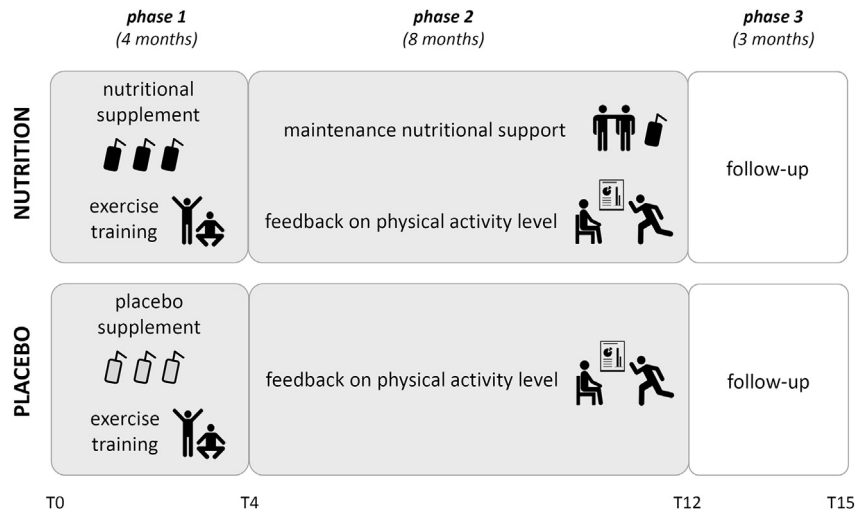 phase 1
(4 months)
phase 2
(8 months)
phase 3
(3 months)
NUTRITION
nutritional
supplement
exercise
training
maintenance nutritional support
feedback on physical activity level
follow-up
PLACEBO
placebo
supplement
exercise
training
feedback on physical activity level
follow-up
T0
T4
T12
T15